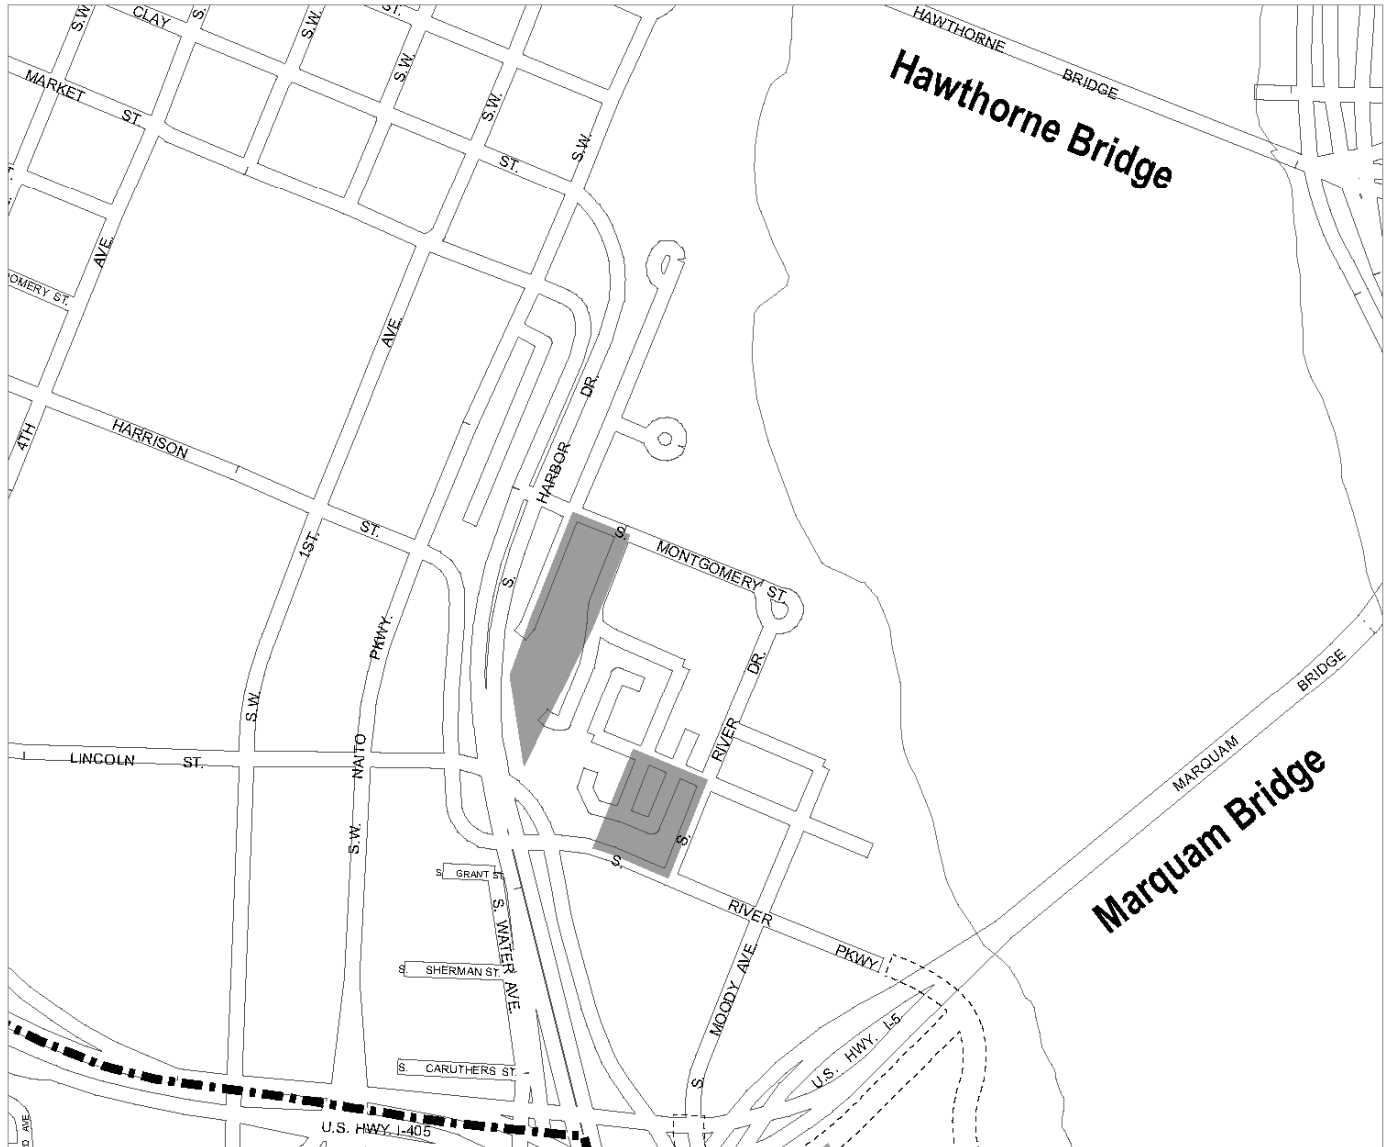 CLAY
S.
ST.
S.W.
S.W.
S.W.
S.W.
S.W.
HAWTHORNE
BRIDGE
Hawthorne Bridge
MARKET
ST.
ST.
AVE.
OMERY ST.
AVE.
DR.
HARBOR
4TH
HARRISON
ST.
1ST.
S.
S.
MONTGOMERY
ST.
PKWY.
DR.
RIVER
BRIDGE
MARQUAM
Marquam Bridge
S.W.
LINCOLN
ST.
NAITO
S.W.
S.
S.
S. GRANT ST.
S. WATER AVE.
RIVER
PKWY
S. SHERMAN ST.
MOODY AVE.
S
U.S. HWY. I-5
S. CARUTHERS ST.
U.S. HWY. I-405
AVE